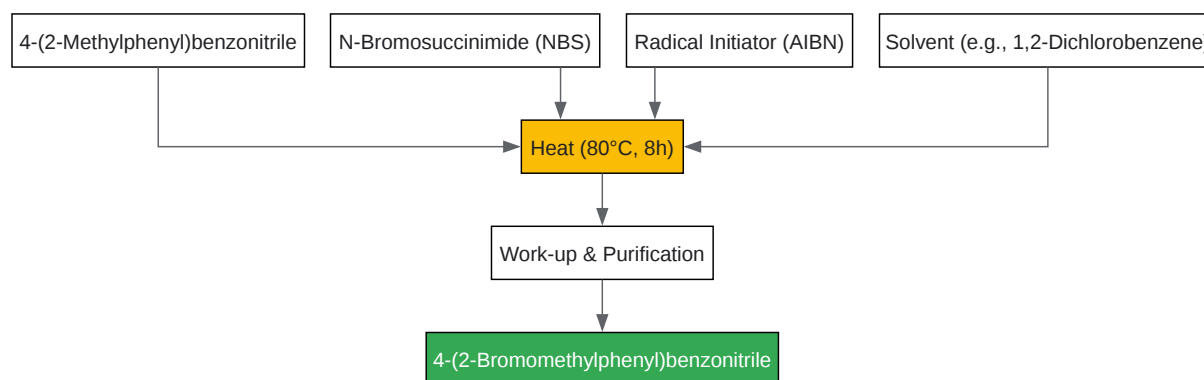 4-(2-Methylphenyl)benzonitrile
N-Bromosuccinimide (NBS)
Radical Initiator (AIBN)
Solvent (e.g., 1,2-Dichlorobenzene)
Heat (80°C, 8h)
Work-up & Purification
4-(2-Bromomethylphenyl)benzonitrile